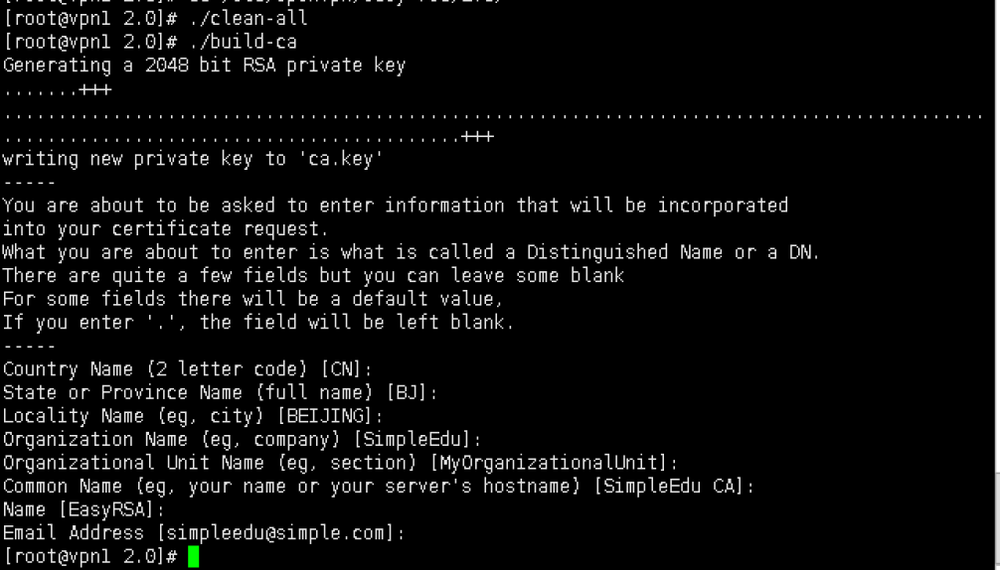 [root@vpn1 2.0]# ./clean-all
[root@vpn1 2.0]# ./build-ca
Generating a 2048 bit RSA private key
.......+++
..........................................................................................
..........................................+++
writing new private key to 'ca.key'
-----
You are about to be asked to enter information that will be incorporated
into your certificate request.
What you are about to enter is what is called a Distinguished Name or a DN.
There are quite a few fields but you can leave some blank
For some fields there will be a default value,
If you enter '.', the field will be left blank.
-----
Country Name (2 letter code) [CN]:
State or Province Name (full name) [BJ]:
Locality Name (eg, city) [BEIJING]:
Organization Name (eg, company) [SimpleEdu]:
Organizational Unit Name (eg, section) [MyOrganizationalUnit]:
Common Name (eg, your name or your server's hostname) [SimpleEdu CA]:
Name [EasyRSA]:
Email Address [simpleedu@simple.com]:
[root@vpn1 2.0]#